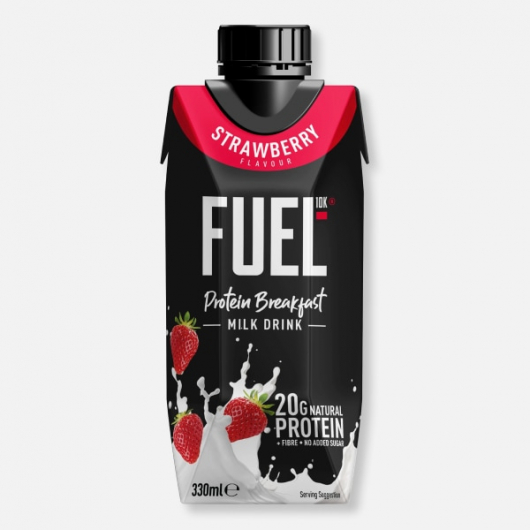 STRAWBERRY
FLAVOUR
FUEL
10K®
Protein Breakfast
MILK DRINK
20G NATURAL
PROTEIN
+ FIBRE • NO ADDED SUGAR
330ml℮
Serving Suggestion